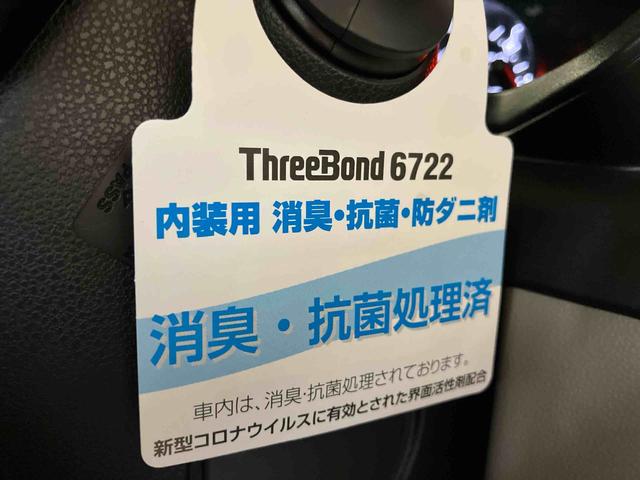 ThreeBond 6722
内装用 消臭・抗菌・防ダニ剤
消臭・抗菌処理済
車内は、消臭・抗菌処理されております。
新型コロナウイルスに有効とされた界面活性剤配合